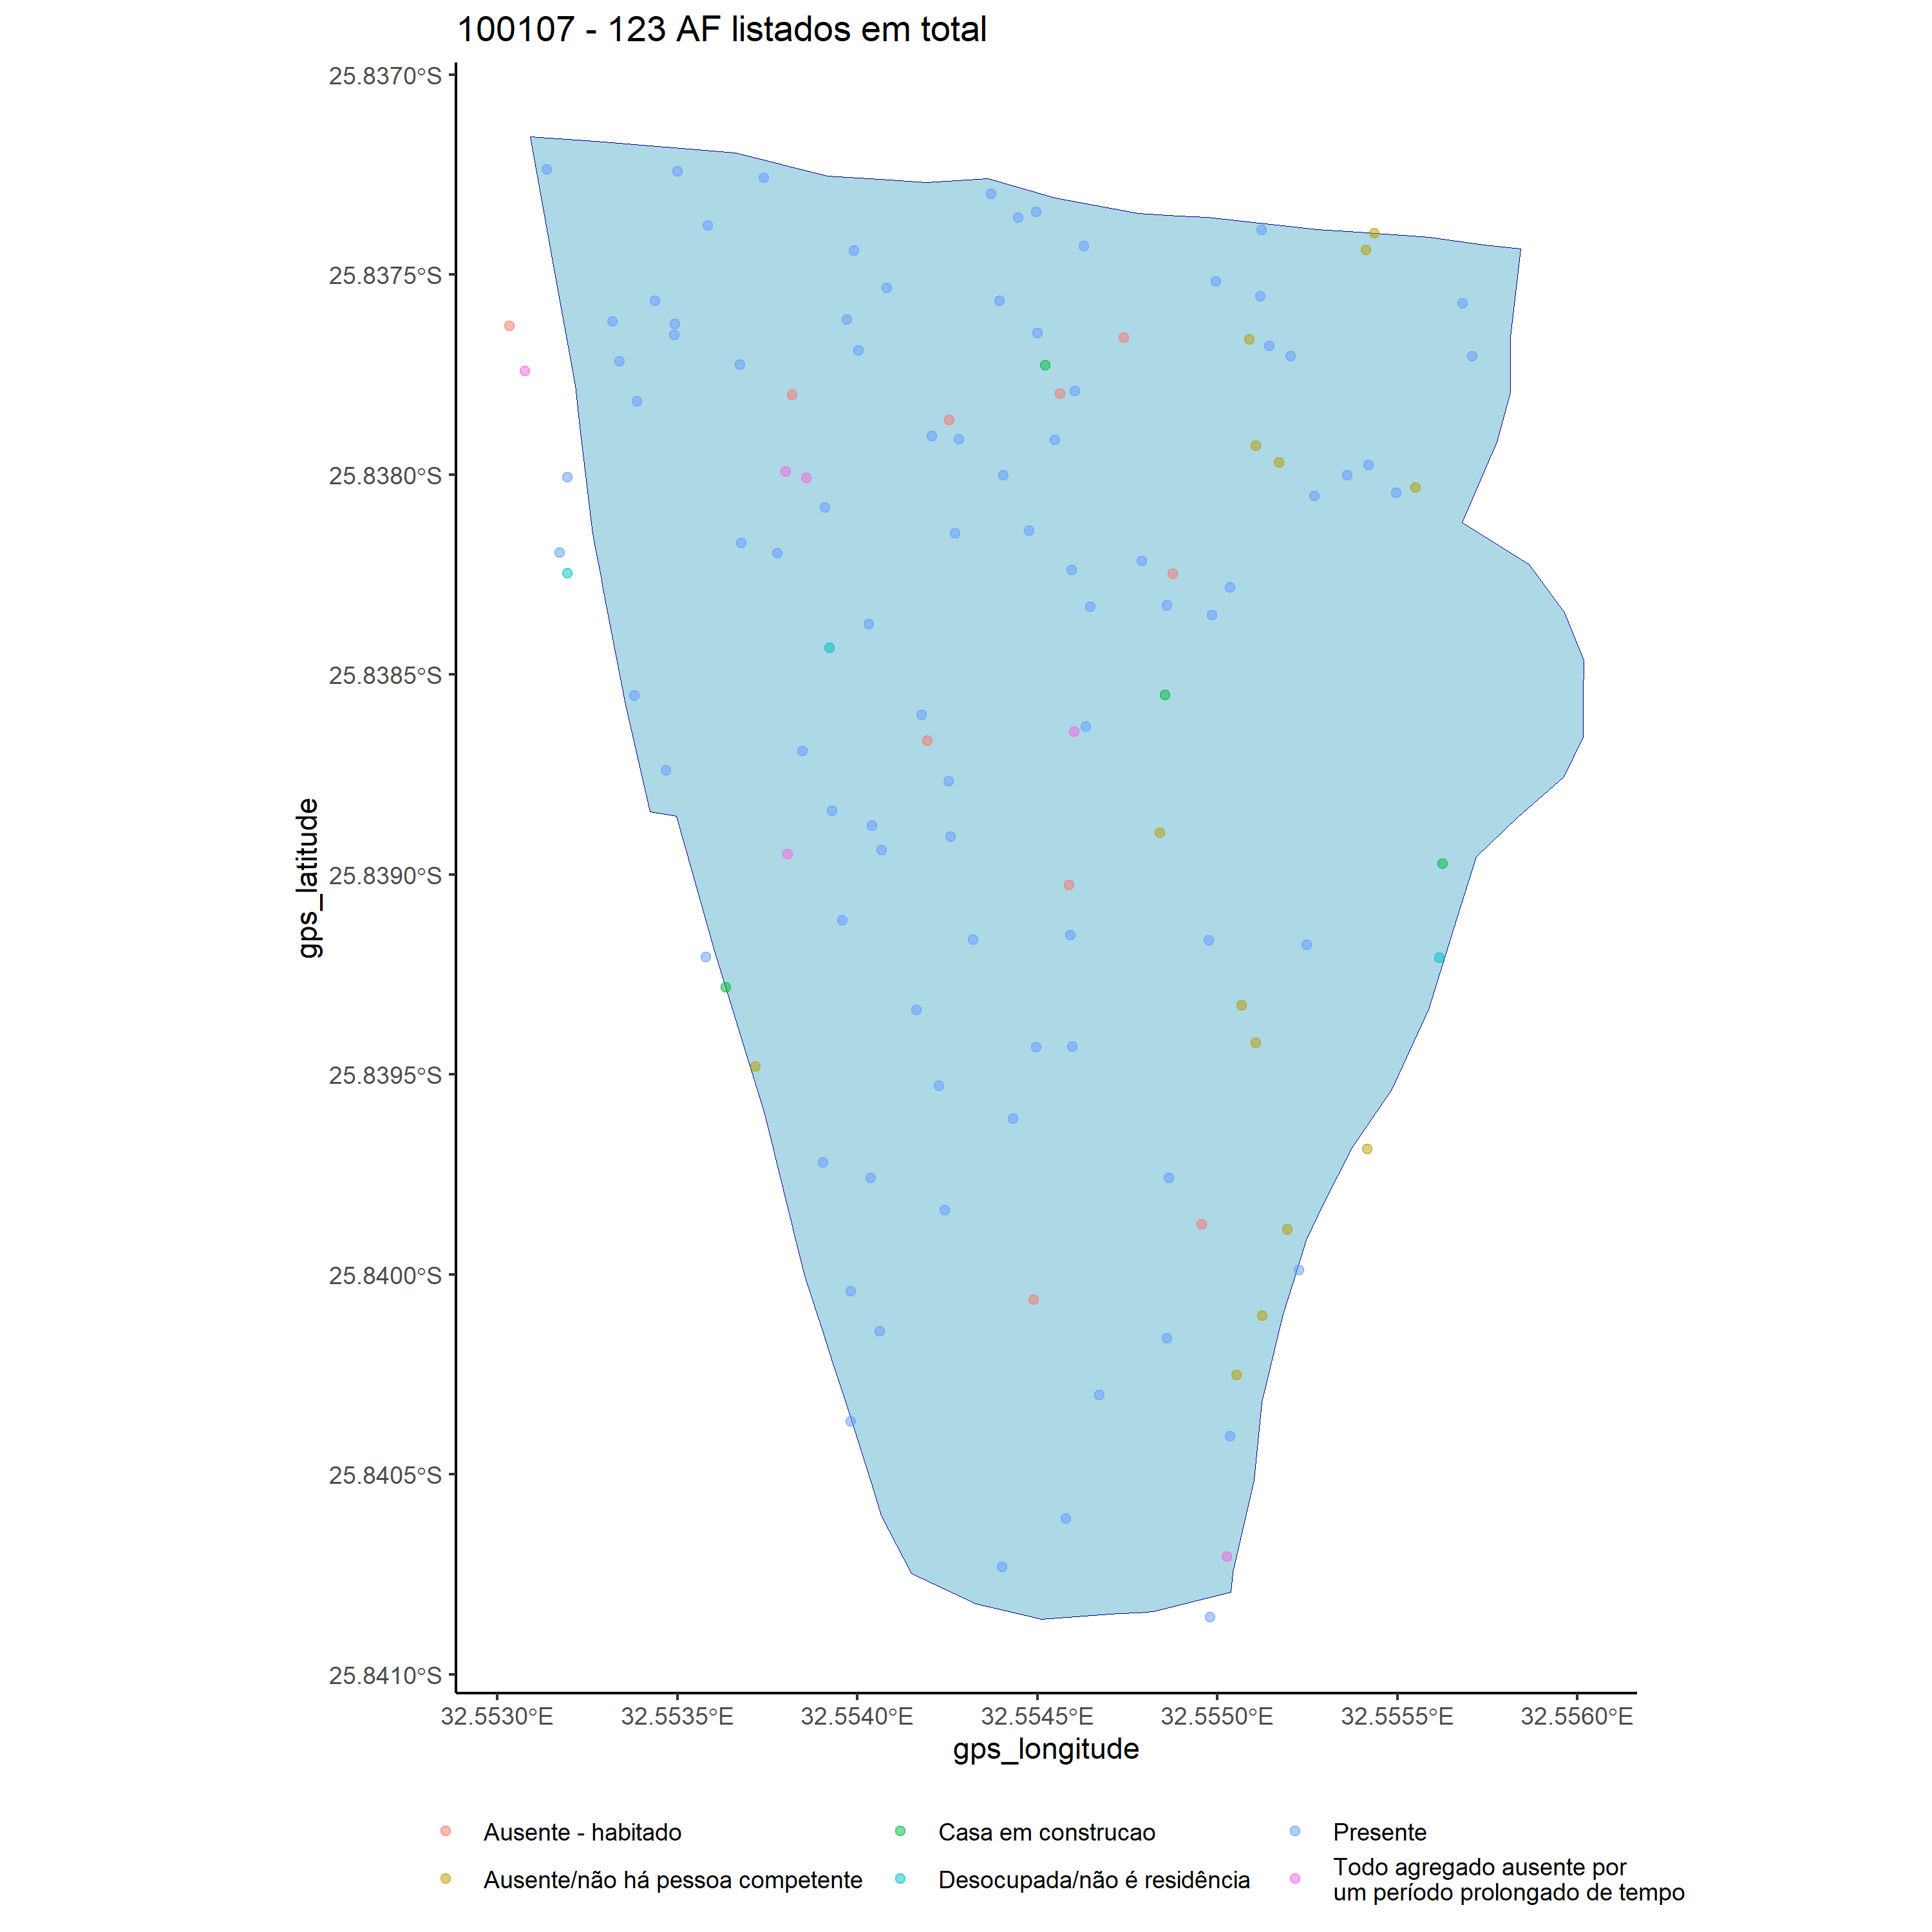 100107 - 123 AF listados em total
25.8370°S
25.8375°S
25.8380°S
25.8385°S
25.8390°S
25.8395°S
25.8400°S
25.8405°S
25.8410°S
gps_latitude
32.5530°E 32.5535°E 32.5540°E 32.5545°E 32.5550°E 32.5555°E 32.5560°E
gps_longitude
Ausente - habitado
Ausente/não há pessoa competente
Casa em construcao
Desocupada/não é residência
Presente
Todo agregado ausente por
um período prolongado de tempo